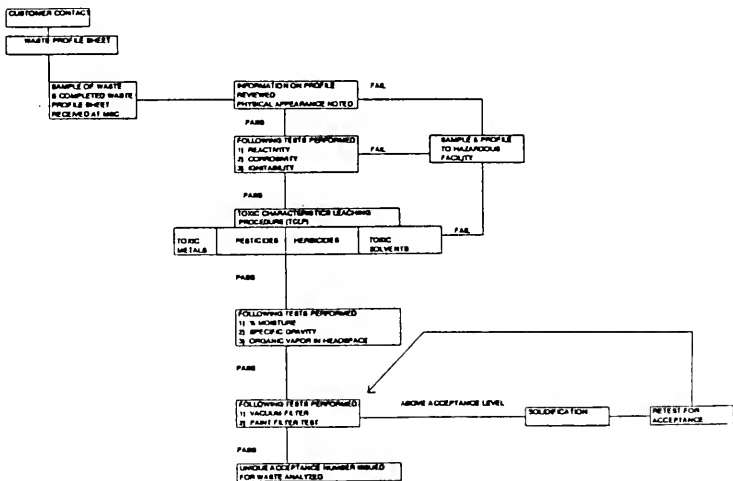 CUSTOMER CONTACT
WASTE PROFILE SHEET
SAMPLE OF WASTE
& COMPLETED WASTE
PROFILE SHEET
RECEIVED AT MSC
INFORMATION ON PROFILE
REVIEWED
PHYSICAL APPEARANCE NOTED
FAIL
PASS
FOLLOWING TESTS PERFORMED
1) REACTIVITY
2) CORROSIVITY
3) IGNITABILITY
FAIL
SAMPLE & PROFILE
TO HAZARDOUS
FACILITY
PASS
TOXIC CHARACTERISTICS LEACHING
PROCEDURE (TCLP)
FAIL
TOXIC
METALS
PESTICIDES
HERBICIDES
TOXIC
SOLVENTS
PASS
FOLLOWING TESTS PERFORMED
1) % MOISTURE
2) SPECIFIC GRAVITY
3) ORGANIC VAPOR IN HEADSPACE
PASS
FOLLOWING TESTS PERFORMED
1) VACUUM FILTER
2) PAINT FILTER TEST
ABOVE ACCEPTANCE LEVEL
SOLIDIFICATION
RETEST FOR
ACCEPTANCE
PASS
UNIQUE ACCEPTANCE NUMBER ISSUED
FOR WASTE ANALYZED